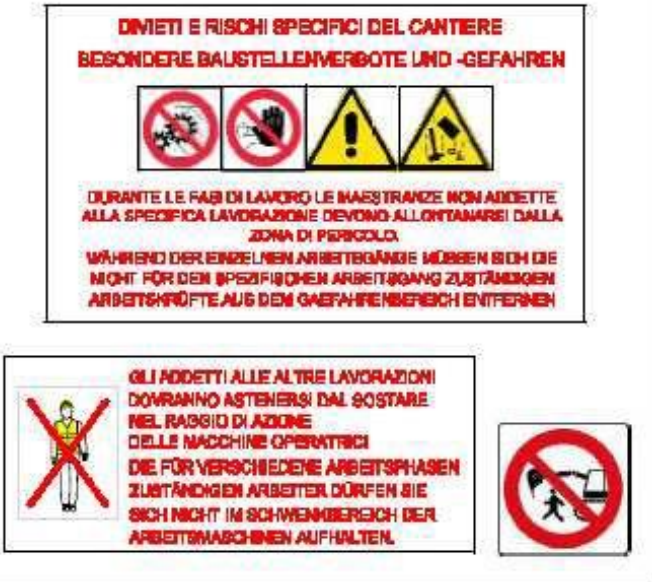 DIVIETI E RISCHI SPECIFICI DEL CANTIERE
BESONDERE BAUSTELLENVERBOTE UND -GEFAHREN
DURANTE LE FASI DI LAVORO LE MAESTRANZE NON ADDETTE
ALLA SPECIFICA LAVORAZIONE DEVONO ALLONTANARSI DALLA
ZONA DI PERICOLO.
WÄHREND DER EINZELNEN ARBEITSGÄNGE MÜSSEN SICH DIE
NICHT FÜR DEN SPEZIFISCHEN ARBEITSGANG ZUSTÄNDIGEN
ARBEITSKRÜFTE AUS DEM GAEFAHRENBEREICH ENTFERNEN
GLI ADDETTI ALLE ALTRE LAVORAZIONI
DOVRANNO ASTENERSI DAL SOSTARE
NEL RAGGIO DI AZIONE
DELLE MACCHINE OPERATRICI
DIE FÜR VERSCHIEDENE ARBEITSPHASEN
ZUSTÄNDIGEN ARBEITER DÜRFEN SIE
SICH NICHT IM SCHWENKBEREICH DER
ARBEITSMASCHINEN AUFHALTEN.